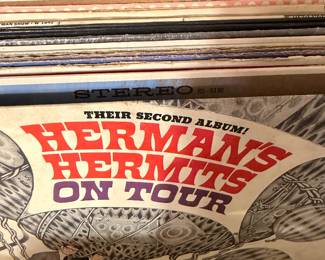 STEREO
THEIR SECOND ALBUM!
HERMAN'S
HERMITS
ON TOUR